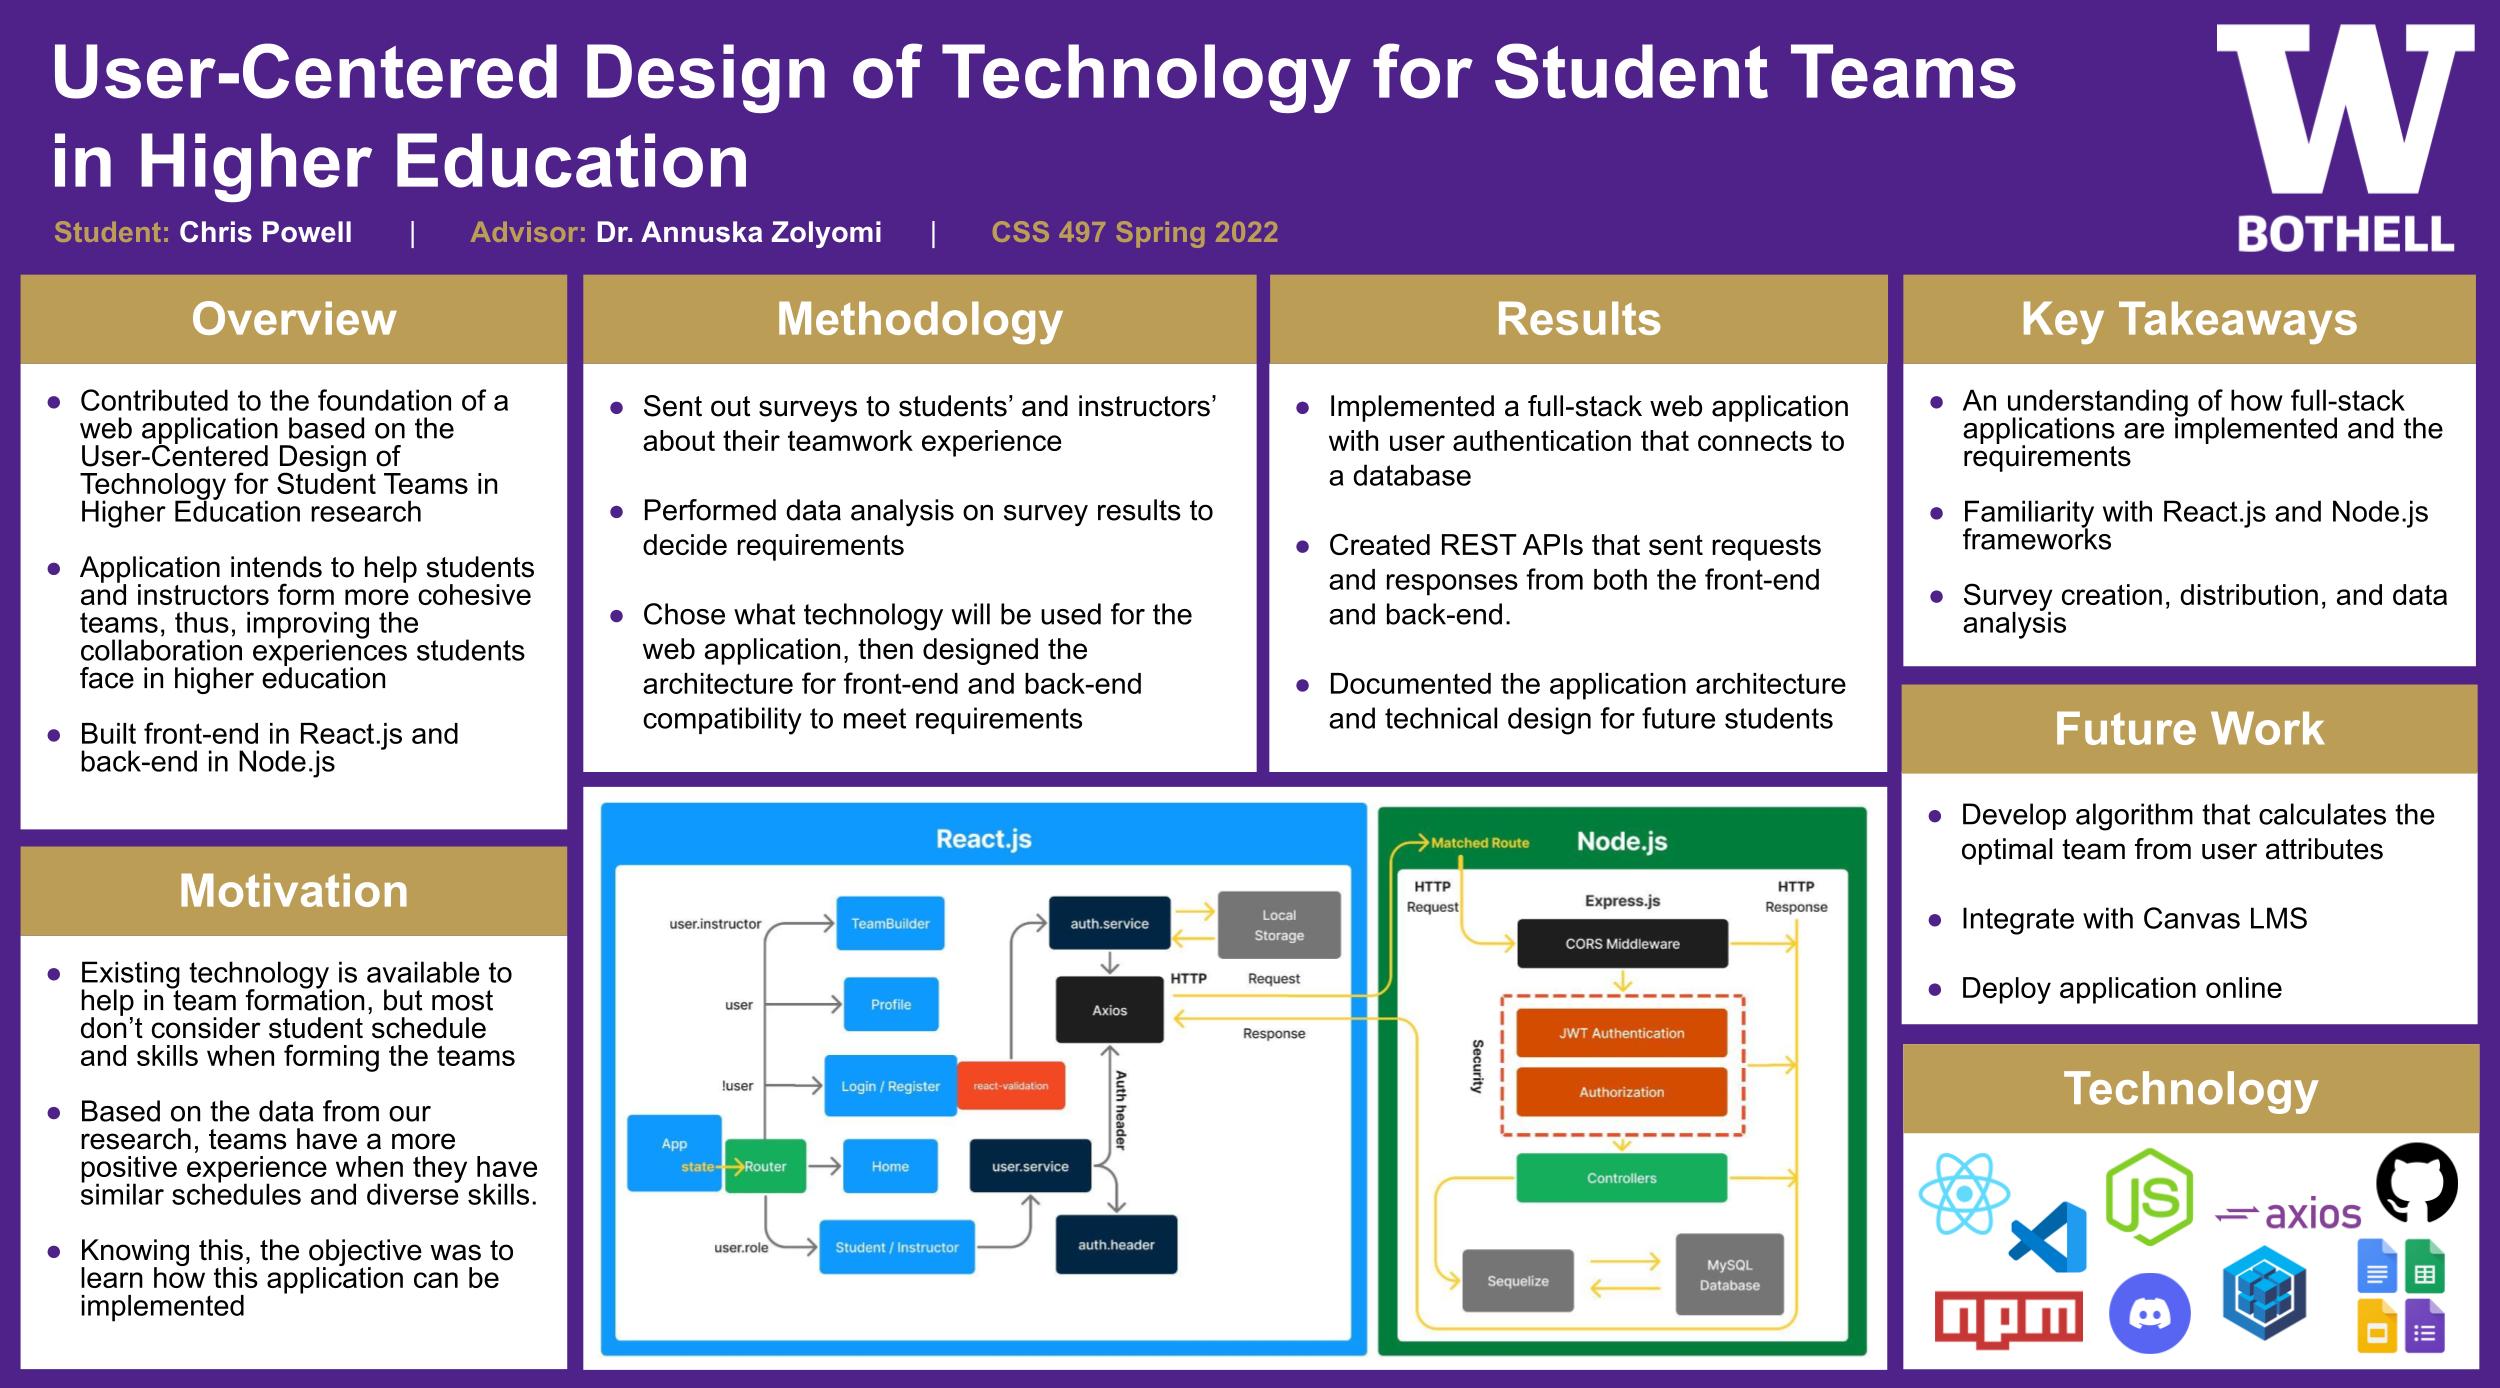 User-Centered Design of Technology for Student Teams
in Higher Education
Student: Chris Powell | Advisor: Dr. Annuska Zolyomi | CSS 497 Spring 2022
W
BOTHELL
Overview
● Contributed to the foundation of a
web application based on the
User-Centered Design of
Technology for Student Teams in
Higher Education research
● Application intends to help students
and instructors form more cohesive
teams, thus, improving the
collaboration experiences students
face in higher education
● Built front-end in React.js and
back-end in Node.js
Motivation
● Existing technology is available to
help in team formation, but most
don’t consider student schedule
and skills when forming the teams
● Based on the data from our
research, teams have a more
positive experience when they have
similar schedules and diverse skills.
● Knowing this, the objective was to
learn how this application can be
implemented
Methodology
● Sent out surveys to students’ and instructors’
about their teamwork experience
● Performed data analysis on survey results to
decide requirements
● Chose what technology will be used for the
web application, then designed the
architecture for front-end and back-end
compatibility to meet requirements
Results
● Implemented a full-stack web application
with user authentication that connects to
a database
● Created REST APIs that sent requests
and responses from both the front-end
and back-end.
● Documented the application architecture
and technical design for future students
React.js
user.instructor
TeamBuilder
auth.service
Local
Storage
user
Profile
Axios
HTTP Request
Response
!user
Login / Register
react-validation
Auth header
App
state
Router
Home
user.service
user.role
Student / Instructor
auth.header
Matched Route
Node.js
HTTP
Request
Express.js
HTTP
Response
CORS Middleware
Security
JWT Authentication
Authorization
Controllers
Sequelize
MySQL
Database
Key Takeaways
● An understanding of how full-stack
applications are implemented and the
requirements
● Familiarity with React.js and Node.js
frameworks
● Survey creation, distribution, and data
analysis
Future Work
● Develop algorithm that calculates the
optimal team from user attributes
● Integrate with Canvas LMS
● Deploy application online
Technology
JS
axios
npm